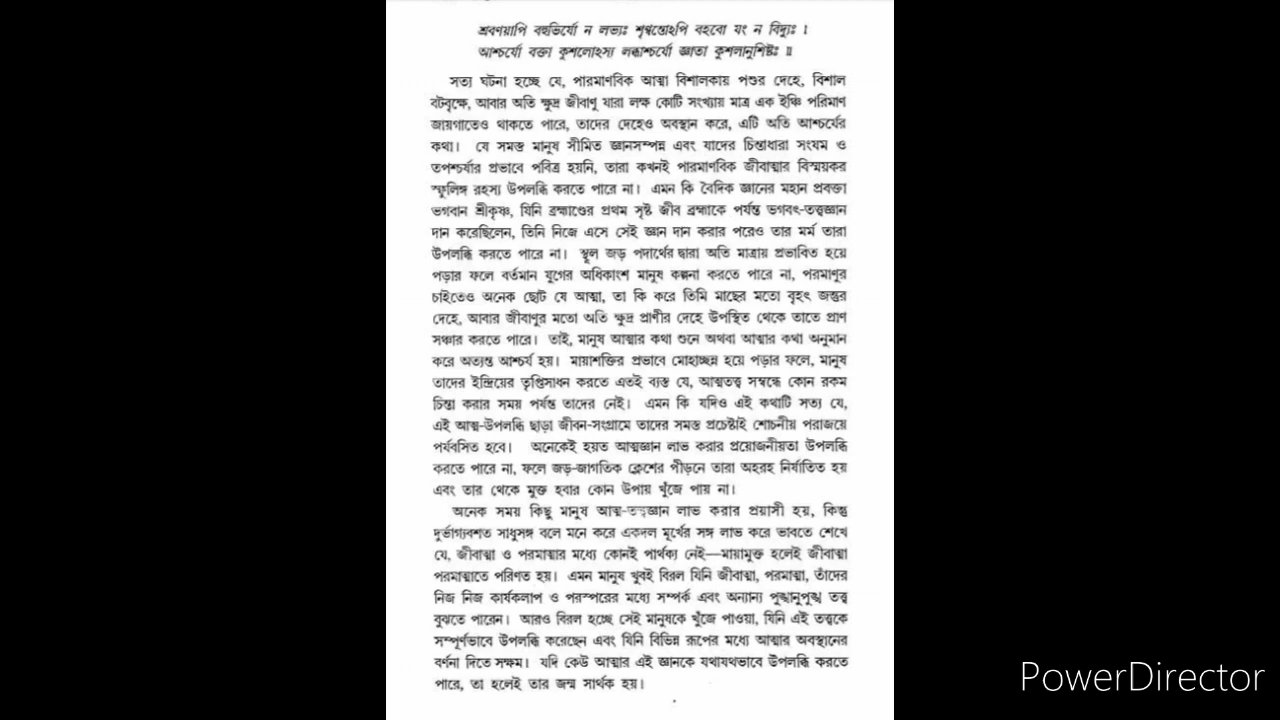 শ্রবণয়াপি বহুভির্যো ন লভ্যঃ শৃণ্বন্তোঽপি বহবো যং ন বিদ্যুঃ ।
আশ্চর্যো বক্তা কুশলোঽস্য লব্ধাশ্চর্যো জ্ঞাতা কুশলানুশিষ্টঃ ॥
সত্য ঘটনা হচ্ছে যে, পারমাণবিক আত্মা বিশালকায় পশুর দেহে, বিশাল
বটবৃক্ষে, আবার অতি ক্ষুদ্র জীবাণু যারা লক্ষ কোটি সংখ্যায় মাত্র এক ইঞ্চি পরিমাণ
জায়গাতেও থাকতে পারে, তাদের দেহেও অবস্থান করে, এটি অতি আশ্চর্যের
কথা। যে সমস্ত মানুষ সীমিত জ্ঞানসম্পন্ন এবং যাদের চিন্তাধারা সংযম ও
তপশ্চর্যার প্রভাবে পবিত্র হয়নি, তারা কখনই পারমাণবিক জীবাত্মার বিস্ময়কর
স্ফুলিঙ্গ রহস্য উপলব্ধি করতে পারে না। এমন কি বৈদিক জ্ঞানের মহান প্রবক্তা
ভগবান শ্রীকৃষ্ণ, যিনি ব্রহ্মাণ্ডের প্রথম সৃষ্ট জীব ব্রহ্মাকে পর্যন্ত ভগবৎ-তত্ত্বজ্ঞান
দান করেছিলেন, তিনি নিজে এসে সেই জ্ঞান দান করার পরেও তার মর্ম তারা
উপলব্ধি করতে পারে না। স্থূল জড় পদার্থের দ্বারা অতি মাত্রায় প্রভাবিত হয়ে
পড়ার ফলে বর্তমান যুগের অধিকাংশ মানুষ কল্পনা করতে পারে না, পরমাণুর
চাইতেও অনেক ছোট যে আত্মা, তা কি করে তিমি মাছের মতো বৃহৎ জন্তুর
দেহে, আবার জীবাণুর মতো অতি ক্ষুদ্র প্রাণীর দেহে উপস্থিত থেকে তাতে প্রাণ
সঞ্চার করতে পারে। তাই, মানুষ আত্মার কথা শুনে অথবা আত্মার কথা অনুমান
করে অত্যন্ত আশ্চর্য হয়। মায়াশক্তির প্রভাবে মোহাচ্ছন্ন হয়ে পড়ার ফলে, মানুষ
তাদের ইন্দ্রিয়ের তৃপ্তিসাধন করতে এতই ব্যস্ত যে, আত্মতত্ত্ব সম্বন্ধে কোন রকম
চিন্তা করার সময় পর্যন্ত তাদের নেই। এমন কি যদিও এই কথাটি সত্য যে,
এই আত্ম-উপলব্ধি ছাড়া জীবন-সংগ্রামে তাদের সমস্ত প্রচেষ্টাই শোচনীয় পরাজয়ে
পর্যবসিত হবে। অনেকেই হয়ত আত্মজ্ঞান লাভ করার প্রয়োজনীয়তা উপলব্ধি
করতে পারে না, ফলে জড়-জাগতিক ক্লেশের পীড়নে তারা অহরহ নির্যাতিত হয়
এবং তার থেকে মুক্ত হবার কোন উপায় খুঁজে পায় না।
অনেক সময় কিছু মানুষ আত্ম-তত্ত্বজ্ঞান লাভ করার প্রয়াসী হয়, কিন্তু
দুর্ভাগ্যবশত সাধুসঙ্গ বলে মনে করে একদল মূর্খের সঙ্গ লাভ করে ভাবতে শেখে
যে, জীবাত্মা ও পরমাত্মার মধ্যে কোনই পার্থক্য নেই—মায়ামুক্ত হলেই জীবাত্মা
পরমাত্মাতে পরিণত হয়। এমন মানুষ খুবই বিরল যিনি জীবাত্মা, পরমাত্মা, তাঁদের
নিজ নিজ কার্যকলাপ ও পরস্পরের মধ্যে সম্পর্ক এবং অন্যান্য পুঙ্খানুপুঙ্খ তত্ত্ব
বুঝতে পারেন। আরও বিরল হচ্ছে সেই মানুষকে খুঁজে পাওয়া, যিনি এই তত্ত্বকে
সম্পূর্ণভাবে উপলব্ধি করেছেন এবং যিনি বিভিন্ন রূপের মধ্যে আত্মার অবস্থানের
বর্ণনা দিতে সক্ষম। যদি কেউ আত্মার এই জ্ঞানকে যথাযথভাবে উপলব্ধি করতে
পারে, তা হলেই তার জন্ম সার্থক হয়।
PowerDirector